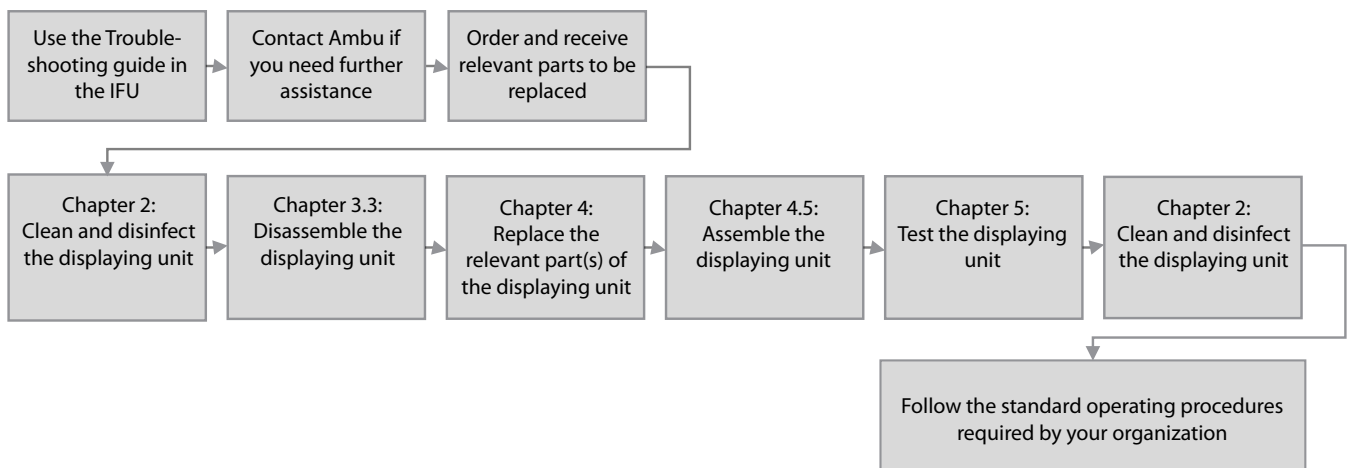 Use the Trouble-
shooting guide in
the IFU
Contact Ambu if
you need further
assistance
Order and receive
relevant parts to be
replaced
Chapter 2:
Clean and disinfect
the displaying unit
Chapter 3.3:
Disassemble the
displaying unit
Chapter 4:
Replace the
relevant part(s) of
the displaying unit
Chapter 4.5:
Assemble the
displaying unit
Chapter 5:
Test the displaying
unit
Chapter 2:
Clean and disinfect
the displaying unit
Follow the standard operating procedures
required by your organization